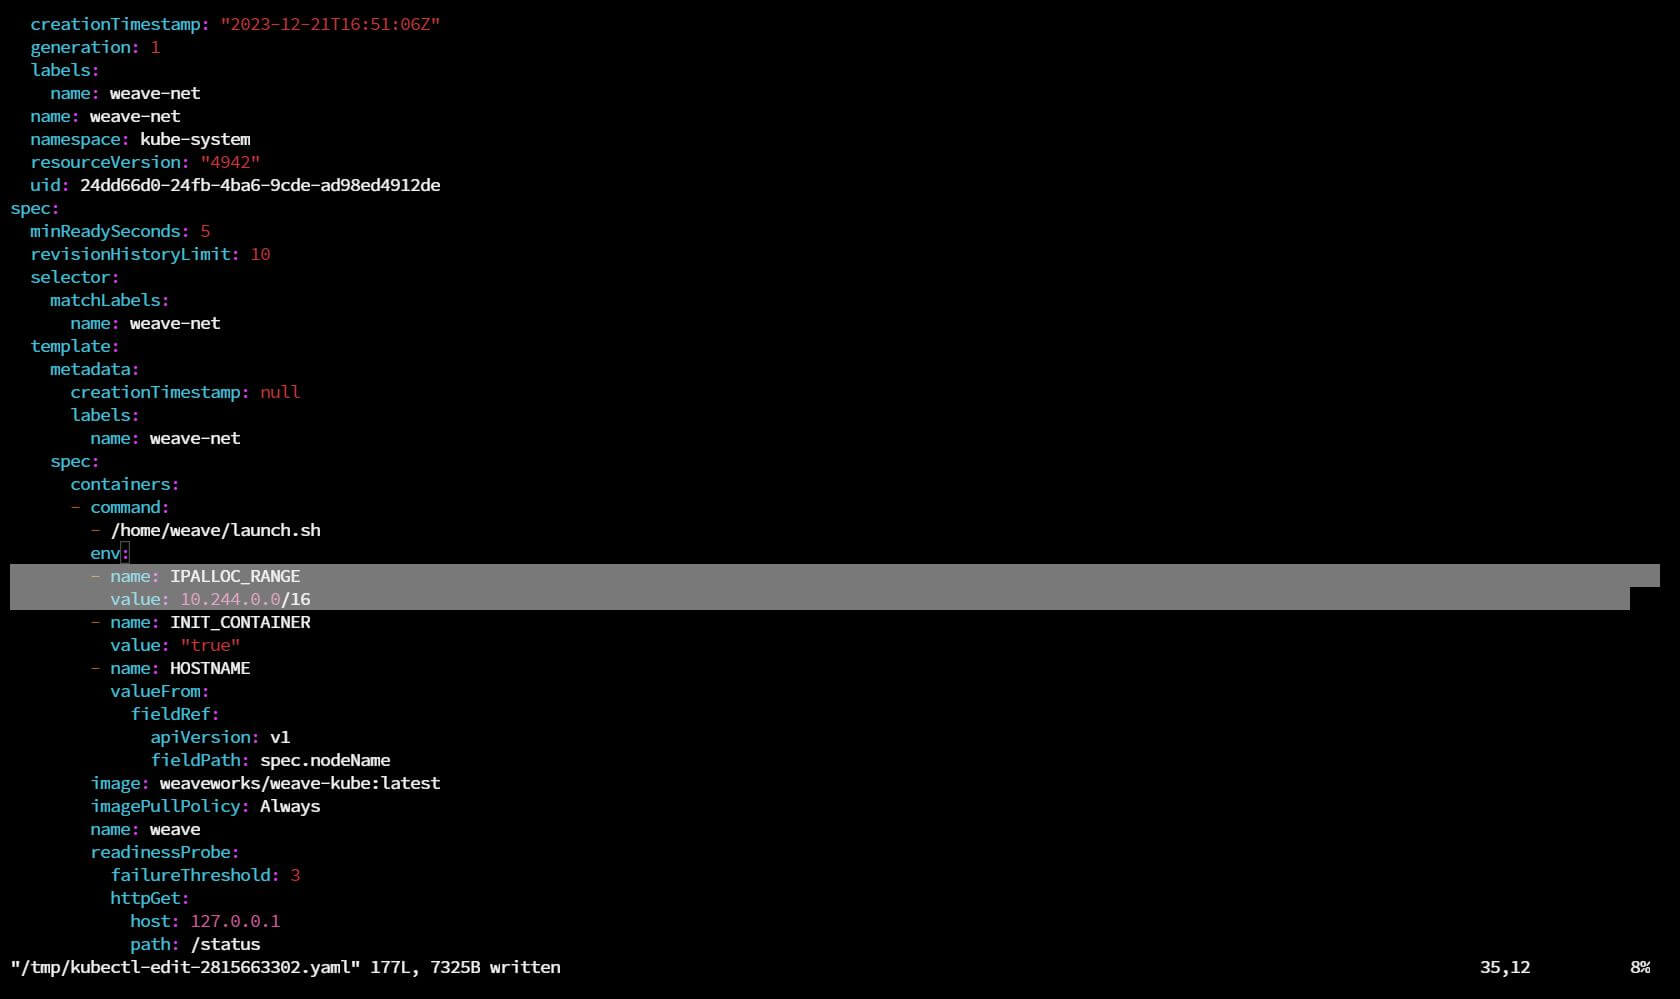 creationTimestamp: "2023-12-21T16:51:06Z"
  generation: 1
  labels:
    name: weave-net
  name: weave-net
  namespace: kube-system
  resourceVersion: "4942"
  uid: 24dd66d0-24fb-4ba6-9cde-ad98ed4912de
spec:
  minReadySeconds: 5
  revisionHistoryLimit: 10
  selector:
    matchLabels:
      name: weave-net
  template:
    metadata:
      creationTimestamp: null
      labels:
        name: weave-net
    spec:
      containers:
      - command:
        - /home/weave/launch.sh
        env:
        - name: IPALLOC_RANGE
          value: 10.244.0.0/16
        - name: INIT_CONTAINER
          value: "true"
        - name: HOSTNAME
          valueFrom:
            fieldRef:
              apiVersion: v1
              fieldPath: spec.nodeName
        image: weaveworks/weave-kube:latest
        imagePullPolicy: Always
        name: weave
        readinessProbe:
          failureThreshold: 3
          httpGet:
            host: 127.0.0.1
            path: /status
"/tmp/kubectl-edit-2815663302.yaml" 177L, 7325B written 35,12 8%